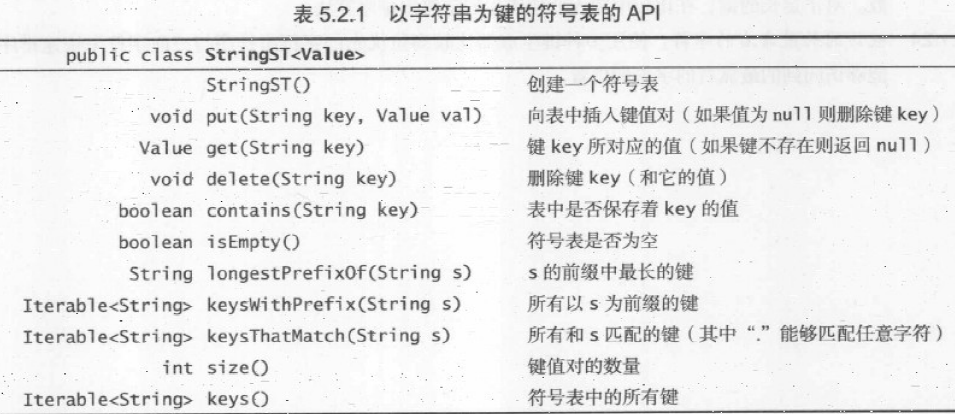 表 5.2.1 以字符串为键的符号表的 API
public class StringST<Value>
StringST() 创建一个符号表
void put(String key, Value val) 向表中插入键值对（如果值为 null 则删除键 key）
Value get(String key) 键 key 所对应的值（如果键不存在则返回 null）
void delete(String key) 删除键 key（和它的值）
boolean contains(String key) 表中是否保存着 key 的值
boolean isEmpty() 符号表是否为空
String longestPrefixOf(String s) s 的前缀中最长的键
Iterable<String> keysWithPrefix(String s) 所有以 s 为前缀的键
Iterable<String> keysThatMatch(String s) 所有和 s 匹配的键（其中“.”能够匹配任意字符）
int size() 键值对的数量
Iterable<String> keys() 符号表中的所有键